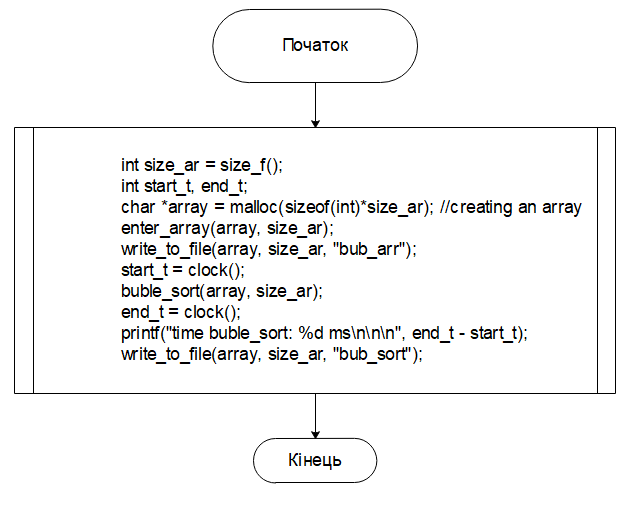 Початок
int size_ar = size_f();
int start_t, end_t;
char *array = malloc(sizeof(int)*size_ar); //creating an array
enter_array(array, size_ar);
write_to_file(array, size_ar, "bub_arr");
start_t = clock();
buble_sort(array, size_ar);
end_t = clock();
printf("time buble_sort: %d ms\n\n\n", end_t - start_t);
write_to_file(array, size_ar, "bub_sort");
Кінець